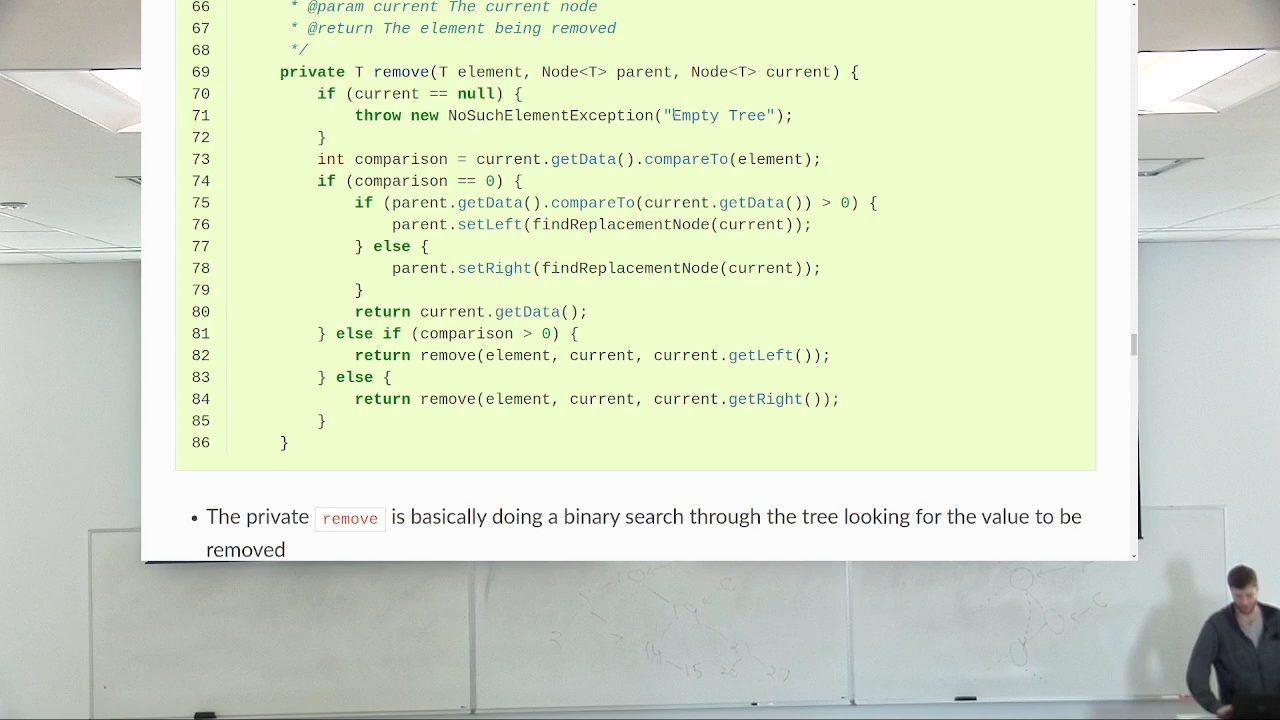 66 * @param current The current node
67 * @return The element being removed
68 */
69 private T remove(T element, Node<T> parent, Node<T> current) {
70 if (current == null) {
71 throw new NoSuchElementException("Empty Tree");
72 }
73 int comparison = current.getData().compareTo(element);
74 if (comparison == 0) {
75 if (parent.getData().compareTo(current.getData()) > 0) {
76 parent.setLeft(findReplacementNode(current));
77 } else {
78 parent.setRight(findReplacementNode(current));
79 }
80 return current.getData();
81 } else if (comparison > 0) {
82 return remove(element, current, current.getLeft());
83 } else {
84 return remove(element, current, current.getRight());
85 }
86 }
• The private remove is basically doing a binary search through the tree looking for the value to be
removed